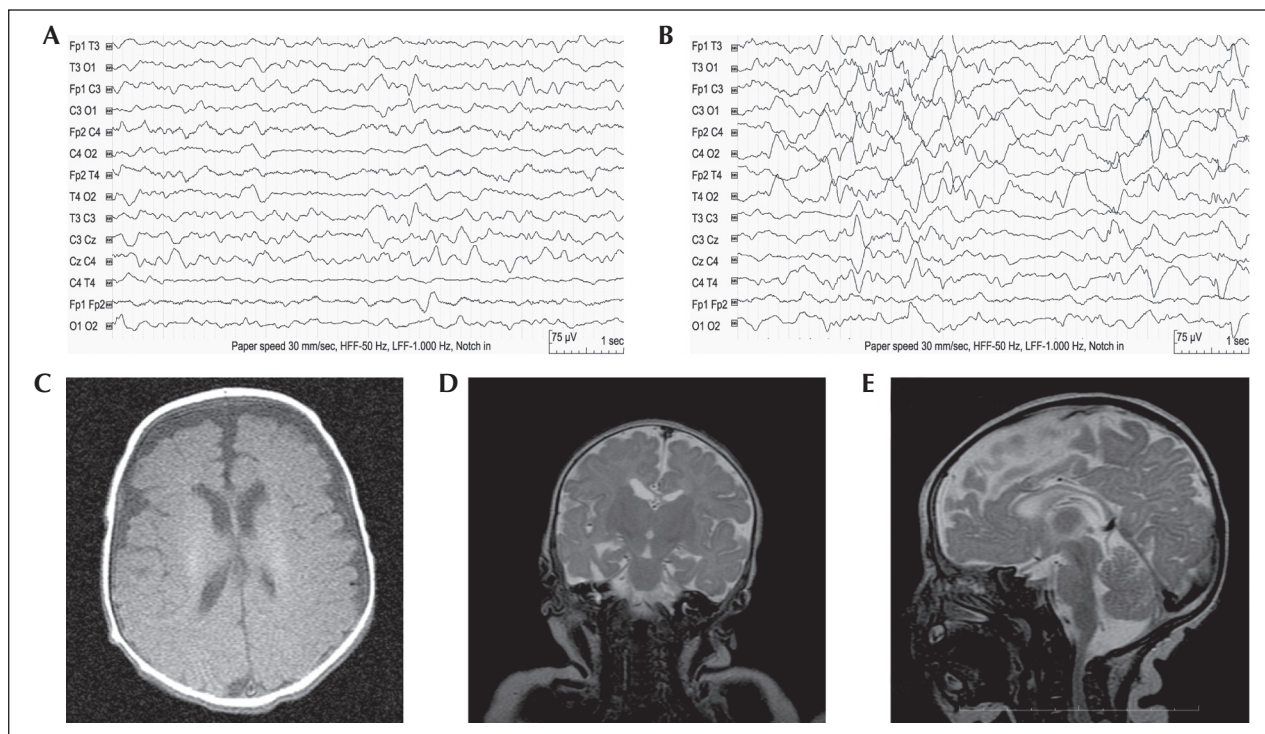 A
Fp1 T3
T3 O1
Fp1 C3
C3 O1
Fp2 C4
C4 O2
Fp2 T4
T4 O2
T3 C3
C3 Cz
Cz C4
C4 T4
Fp1 Fp2
O1 O2
75 µV
1 sec
Paper speed 30 mm/sec, HFF-50 Hz, LFF-1.000 Hz, Notch in
B
Fp1 T3
T3 O1
Fp1 C3
C3 O1
Fp2 C4
C4 O2
Fp2 T4
T4 O2
T3 C3
C3 Cz
Cz C4
C4 T4
Fp1 Fp2
O1 O2
75 µV
1 sec
Paper speed 30 mm/sec, HFF-50 Hz, LFF-1.000 Hz, Notch in
C
D
E